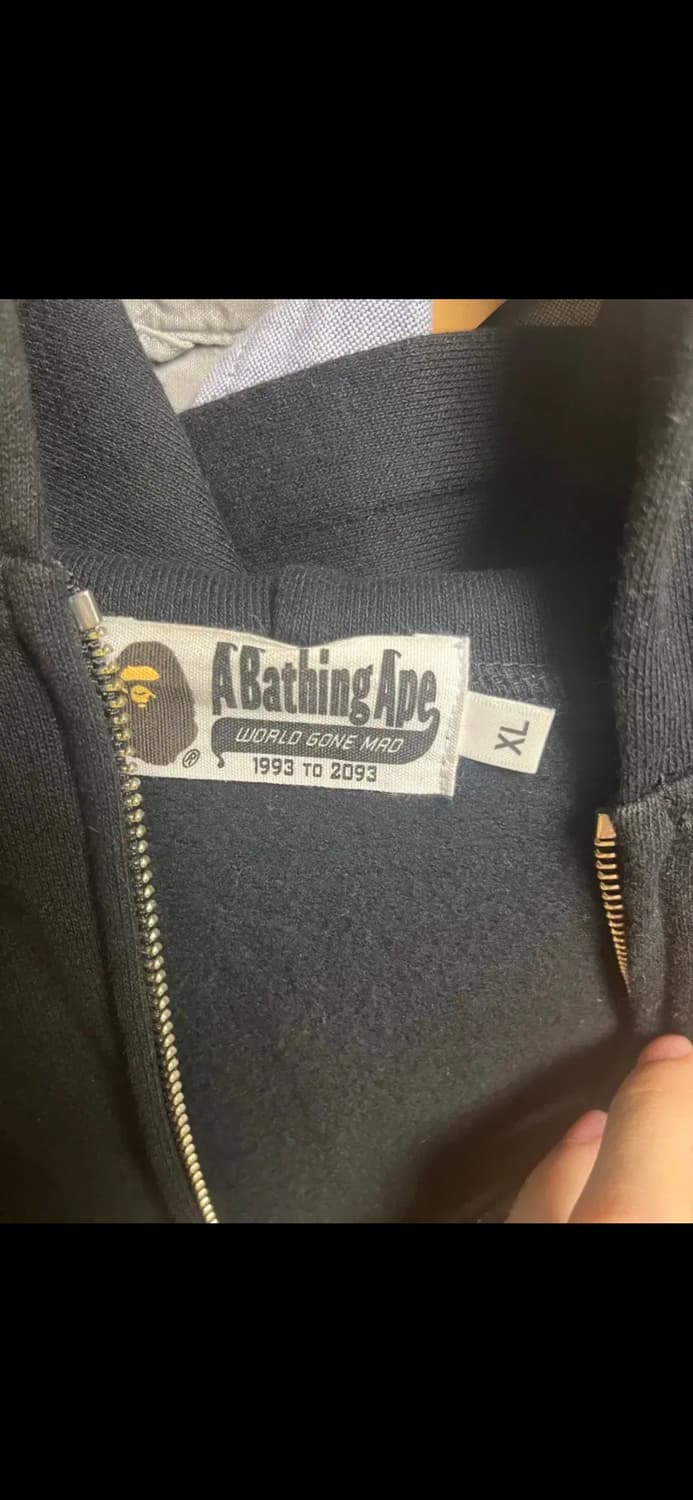 A Bathing Ape
WORLD GONE MAD
1993 TO 2093
®
XL